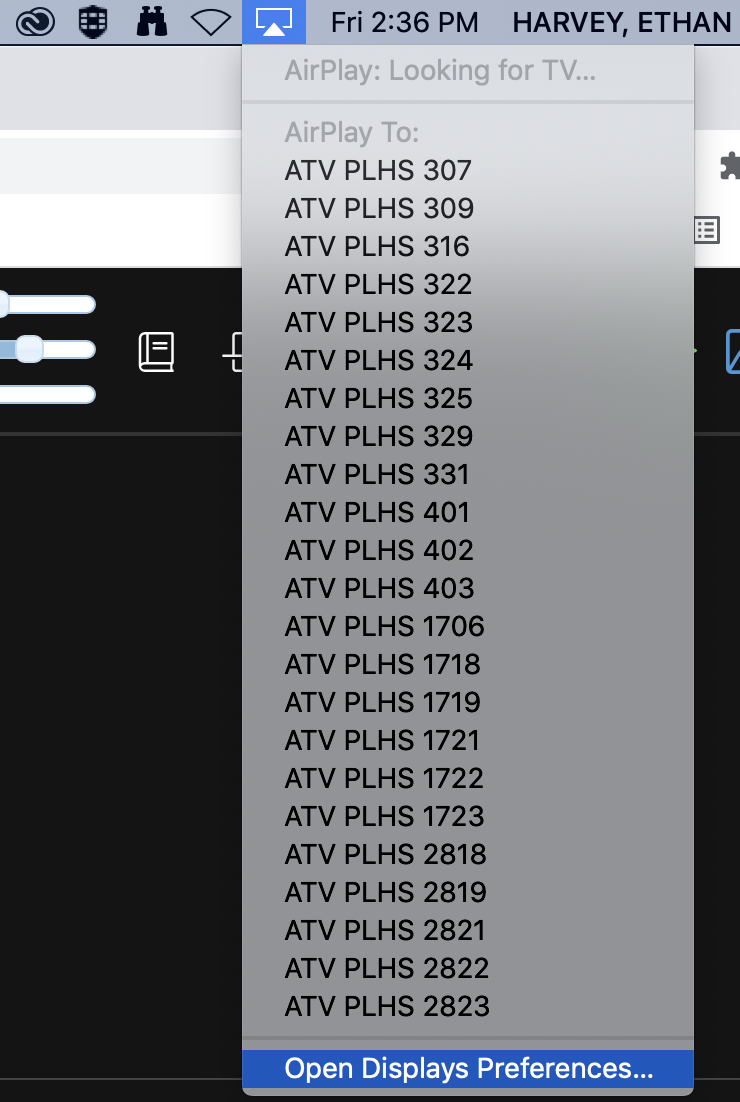 Fri 2:36 PM HARVEY, ETHAN
AirPlay: Looking for TV...
AirPlay To:
ATV PLHS 307
ATV PLHS 309
ATV PLHS 316
ATV PLHS 322
ATV PLHS 323
ATV PLHS 324
ATV PLHS 325
ATV PLHS 329
ATV PLHS 331
ATV PLHS 401
ATV PLHS 402
ATV PLHS 403
ATV PLHS 1706
ATV PLHS 1718
ATV PLHS 1719
ATV PLHS 1721
ATV PLHS 1722
ATV PLHS 1723
ATV PLHS 2818
ATV PLHS 2819
ATV PLHS 2821
ATV PLHS 2822
ATV PLHS 2823
Open Displays Preferences...